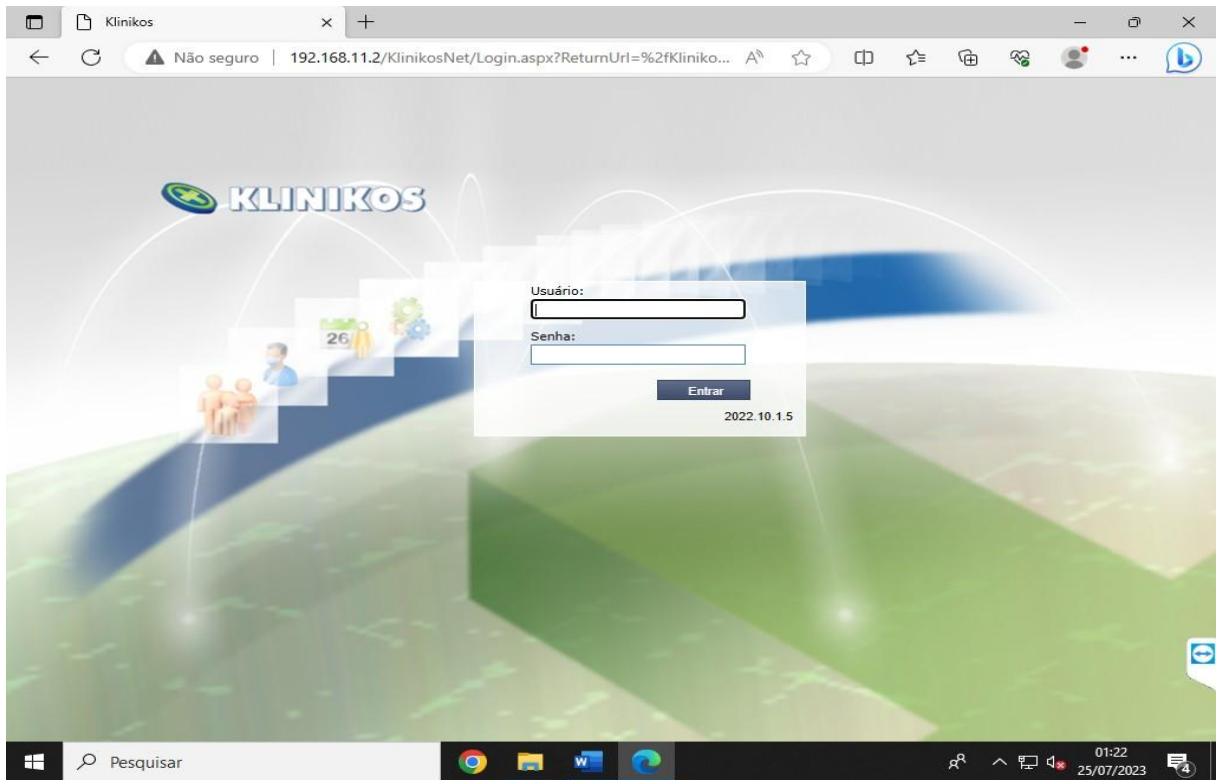 Klinikos
Não seguro | 192.168.11.2/KlinikosNet/Login.aspx?ReturnUrl=%2fKliniko...
KLINIKOS
26
Usuário:
Senha:
Entrar
2022.10.1.5
Pesquisar
01:22
25/07/2023
4